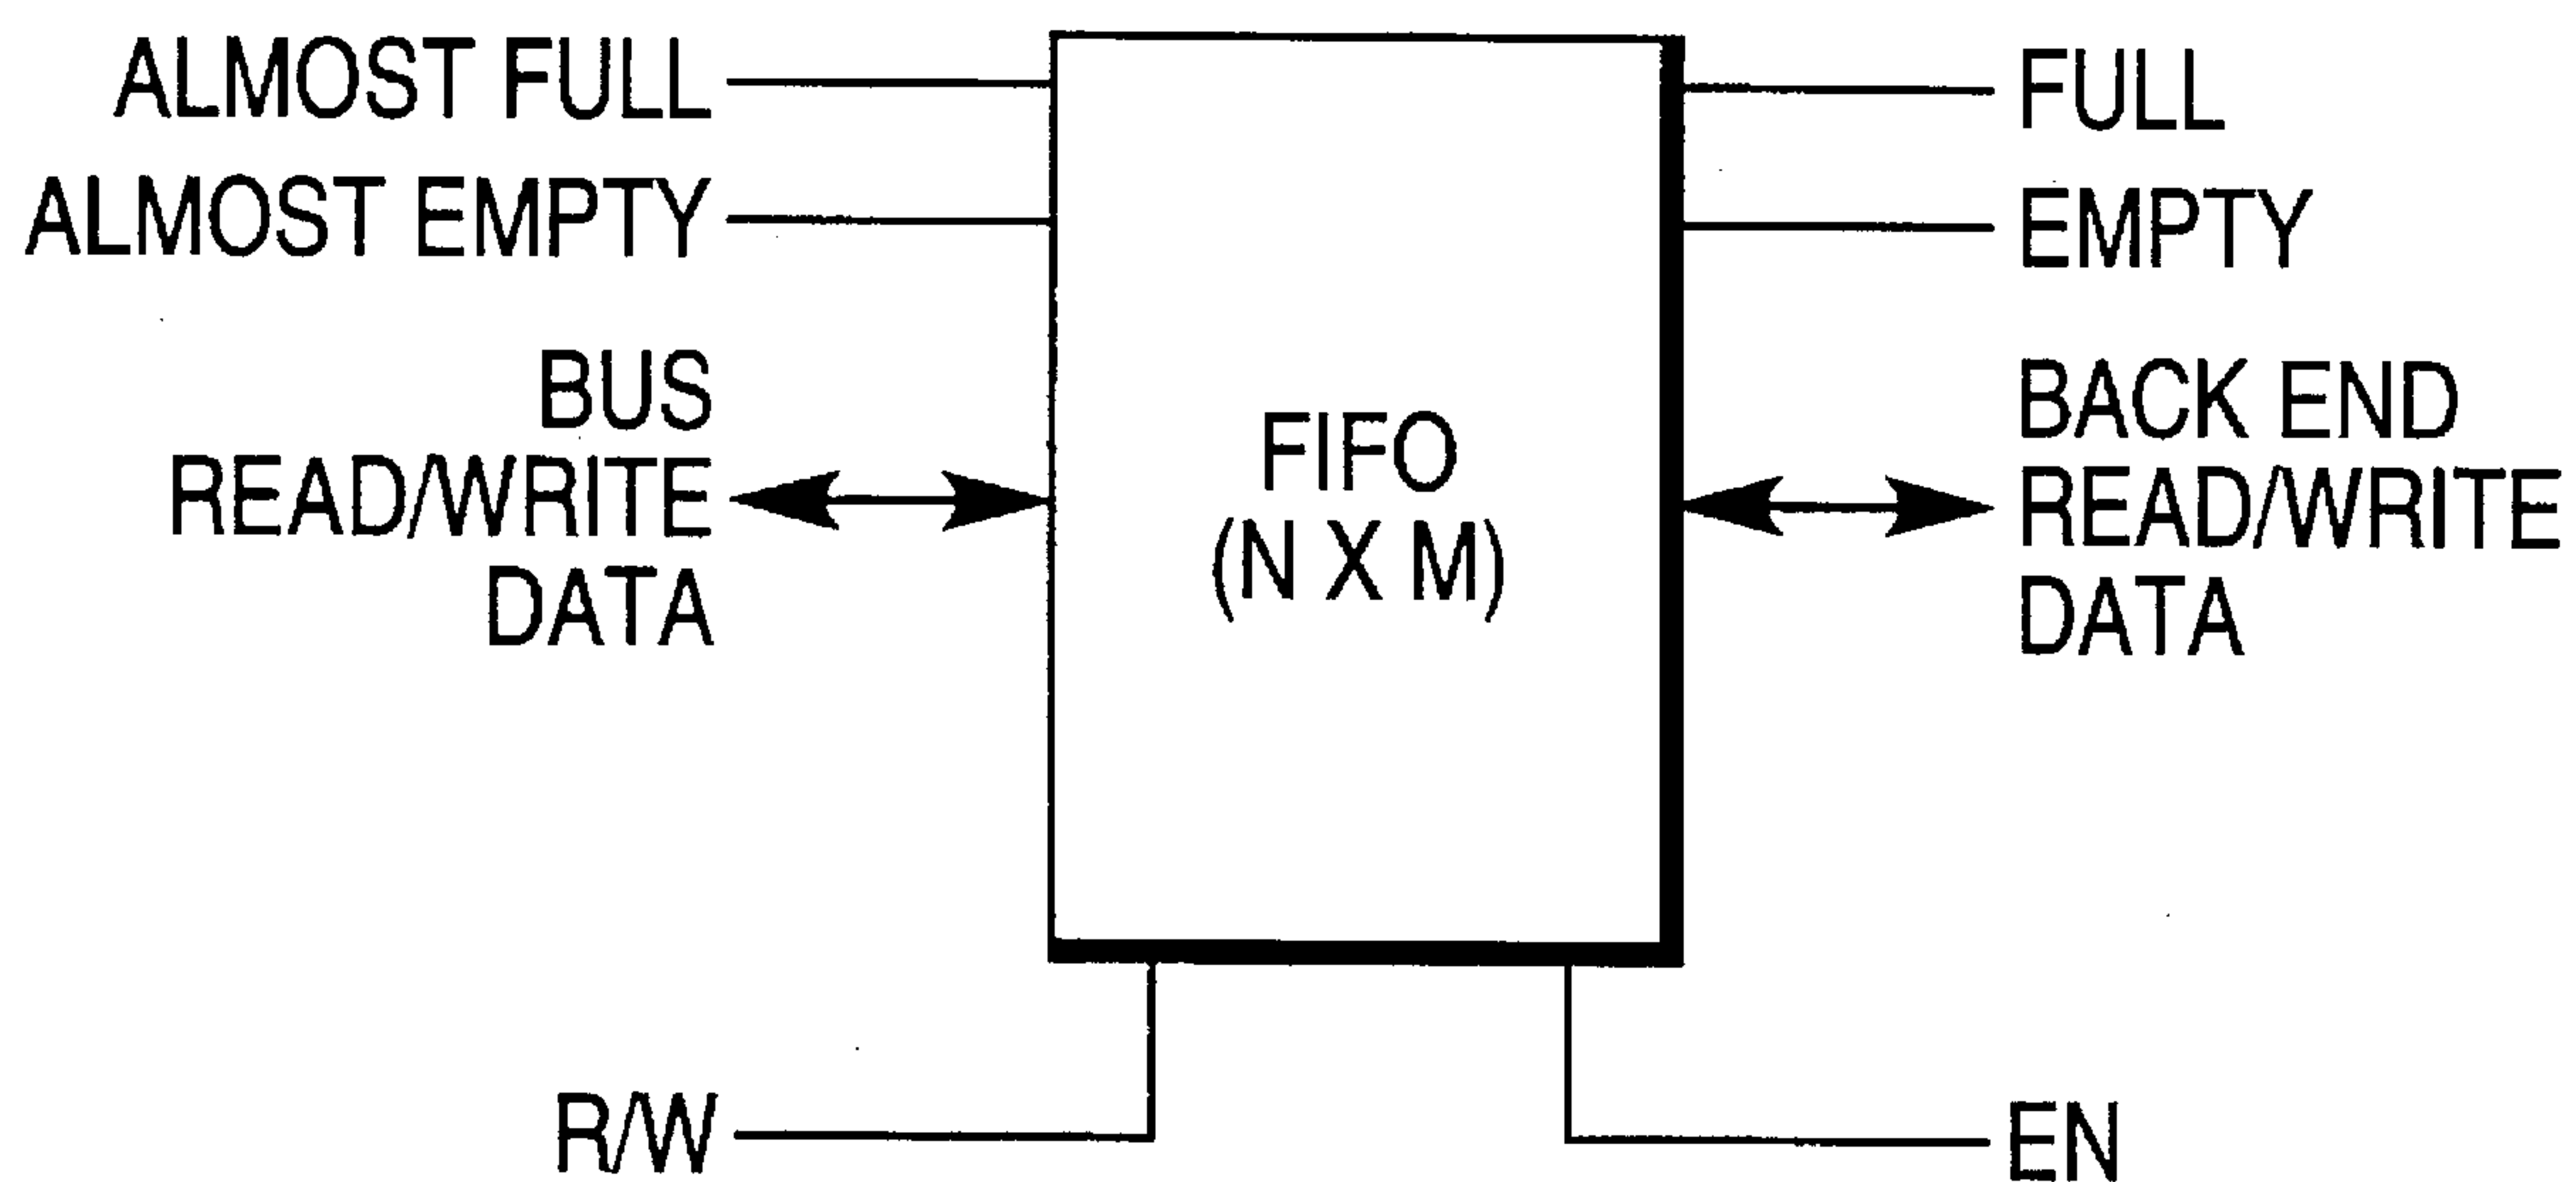 ALMOST FULL
ALMOST EMPTY
BUS
READ/WRITE
DATA
FIFO
(N X M)
FULL
EMPTY
BACK END
READ/WRITE
DATA
R/W
EN